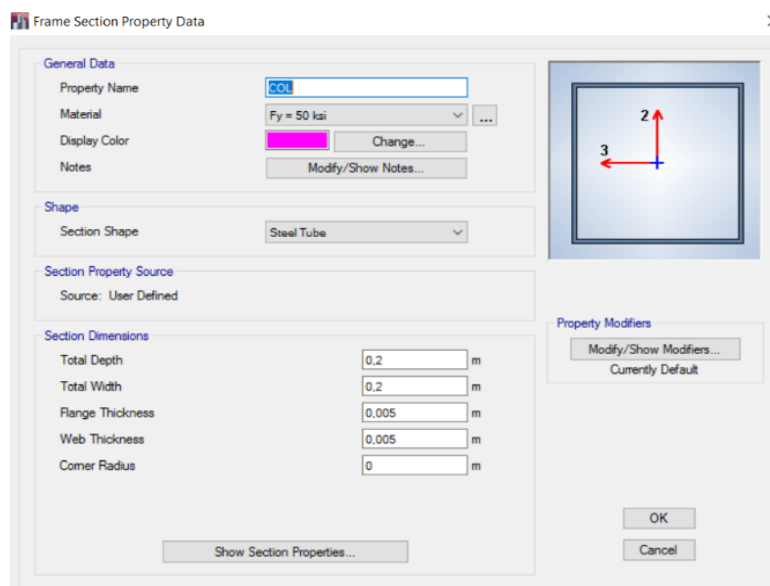 Frame Section Property Data
General Data
Property Name COL
Material Fy = 50 ksi ...
Display Color Change...
Notes Modify/Show Notes...
Shape
Section Shape Steel Tube
Section Property Source
Source: User Defined
Section Dimensions
Total Depth 0,2 m
Total Width 0,2 m
Flange Thickness 0,005 m
Web Thickness 0,005 m
Corner Radius 0 m
Show Section Properties...
2
3
Property Modifiers
Modify/Show Modifiers...
Currently Default
OK
Cancel